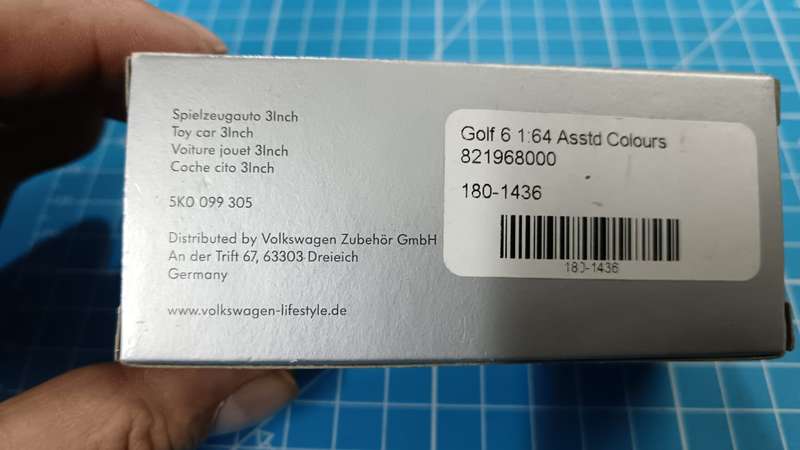 Spielzeugauto 3Inch
Toy car 3Inch
Voiture jouet 3Inch
Coche cito 3Inch
5K0 099 305
Distributed by Volkswagen Zubehör GmbH
An der Trift 67, 63303 Dreieich
Germany
www.volkswagen-lifestyle.de
Golf 6 1:64 Asstd Colours
821968000
180-1436
180-1436